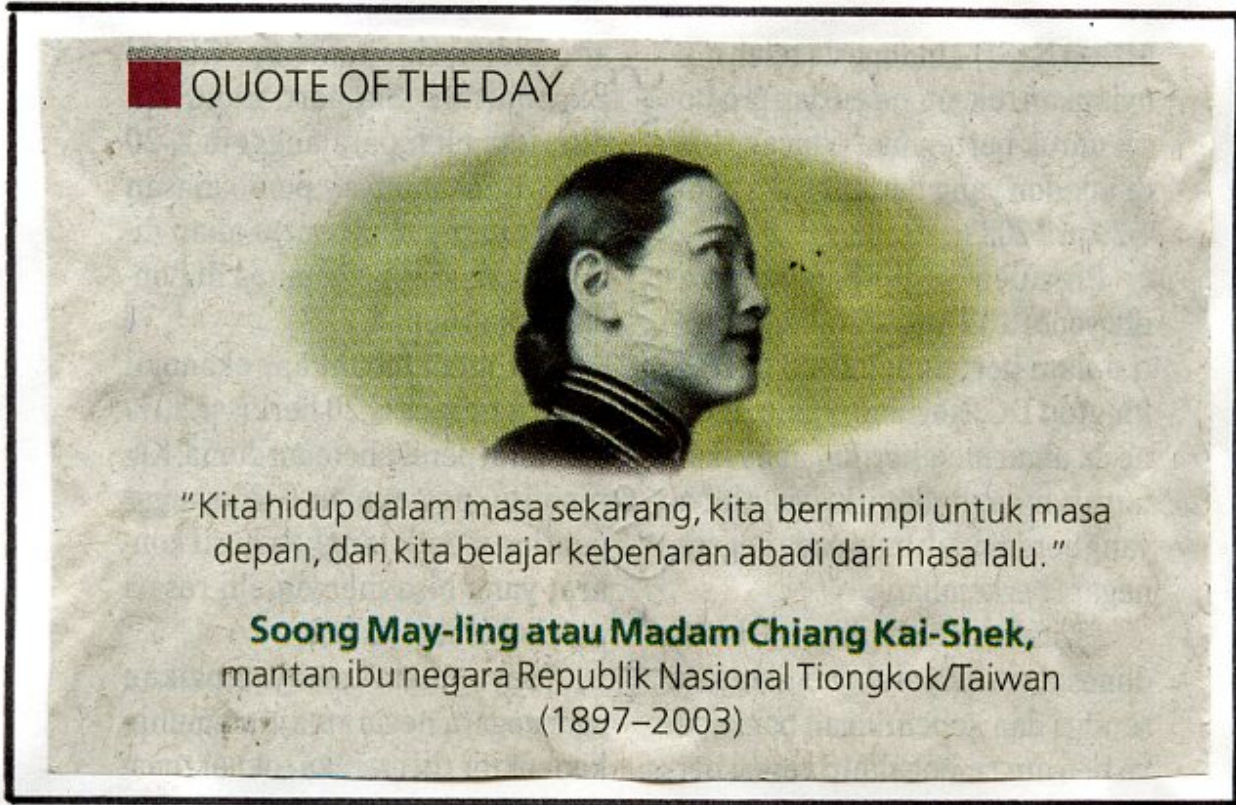 QUOTE OF THE DAY
"Kita hidup dalam masa sekarang, kita bermimpi untuk masa
depan, dan kita belajar kebenaran abadi dari masa lalu."
Soong May-ling atau Madam Chiang Kai-Shek,
mantan ibu negara Republik Nasional Tiongkok/Taiwan
(1897–2003)